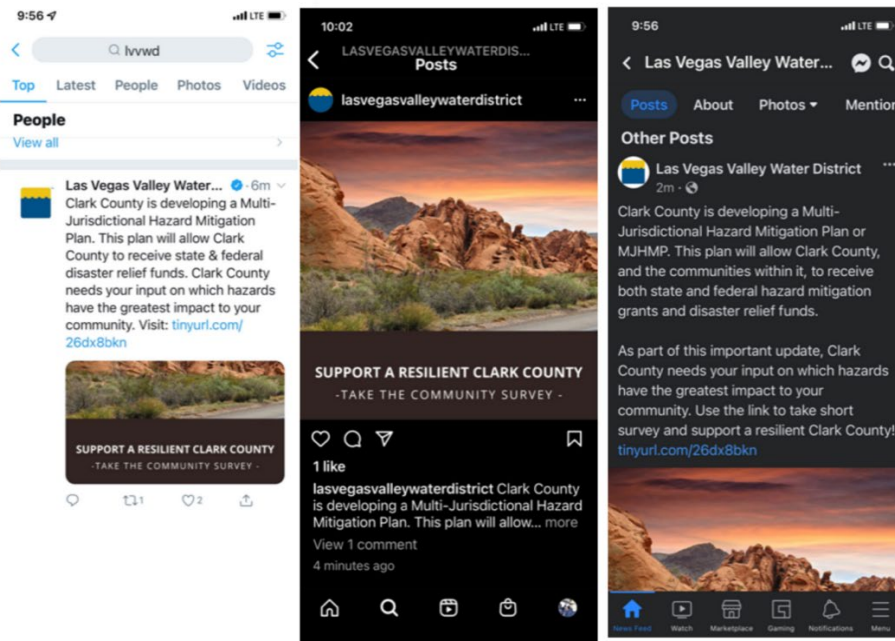 9:56
LTE
lvvwd
Top Latest People Photos Videos
People
View all
Las Vegas Valley Water... · 6m
Clark County is developing a Multi-
Jurisdictional Hazard Mitigation
Plan. This plan will allow Clark
County to receive state & federal
disaster relief funds. Clark County
needs your input on which hazards
have the greatest impact to your
community. Visit: tinyurl.com/
26dx8bkn
SUPPORT A RESILIENT CLARK COUNTY
-TAKE THE COMMUNITY SURVEY -
1
2
10:02
LTE
LASVEGASVALLEYWATERDIS...
Posts
lasvegasvalleywaterdistrict
SUPPORT A RESILIENT CLARK COUNTY
-TAKE THE COMMUNITY SURVEY -
1 like
lasvegasvalleywaterdistrict Clark County
is developing a Multi-Jurisdictional Hazard
Mitigation Plan. This plan will allow... more
View 1 comment
4 minutes ago
9:56
LTE
Las Vegas Valley Water...
Posts About Photos Mention
Other Posts
Las Vegas Valley Water District
2m ·
Clark County is developing a Multi-
Jurisdictional Hazard Mitigation Plan or
MJHMP. This plan will allow Clark County,
and the communities within it, to receive
both state and federal hazard mitigation
grants and disaster relief funds.
As part of this important update, Clark
County needs your input on which hazards
have the greatest impact to your
community. Use the link to take short
survey and support a resilient Clark County!
tinyurl.com/26dx8bkn
News Feed Watch Marketplace Gaming Notifications Menu